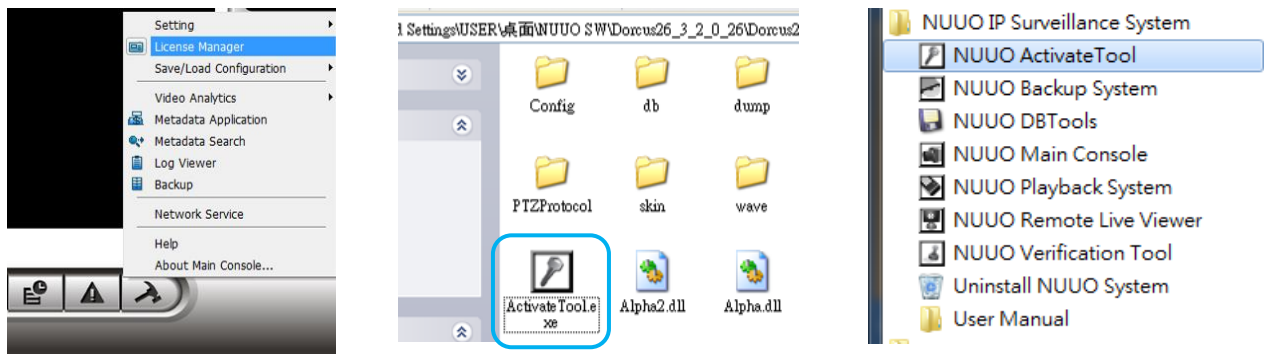 Setting
License Manager
Save/Load Configuration
Video Analytics
Metadata Application
Metadata Search
Log Viewer
Backup
Network Service
Help
About Main Console...
d Settings\USER\桌面\NUUO SW\Dorcus26_3_2_0_26\Dorcus2
Config db dump
PTZProtocol skin wave
ActivateTool.e Alpha2.dll Alpha.dll
xe
NUUO IP Surveillance System
NUUO ActivateTool
NUUO Backup System
NUUO DBTools
NUUO Main Console
NUUO Playback System
NUUO Remote Live Viewer
NUUO Verification Tool
Uninstall NUUO System
User Manual